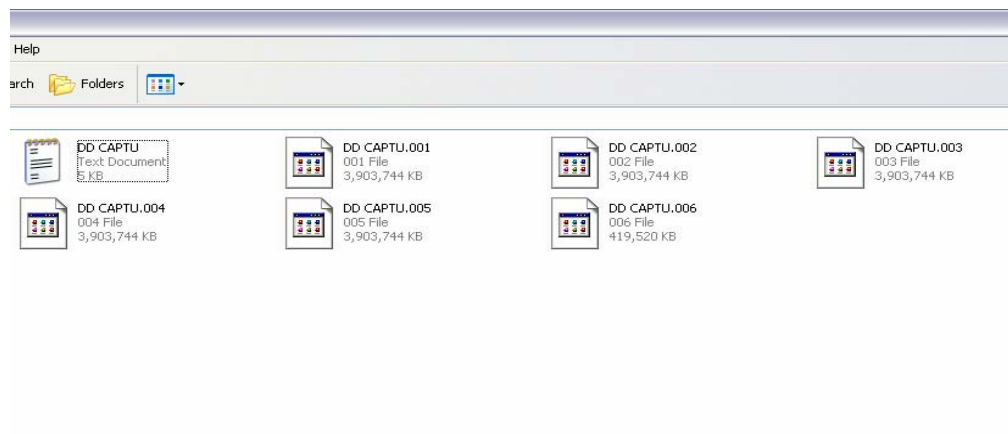 Help
arch Folders
DD CAPTU
Text Document
5 KB
DD CAPTU.001
001 File
3,903,744 KB
DD CAPTU.002
002 File
3,903,744 KB
DD CAPTU.003
003 File
3,903,744 KB
DD CAPTU.004
004 File
3,903,744 KB
DD CAPTU.005
005 File
3,903,744 KB
DD CAPTU.006
006 File
419,520 KB